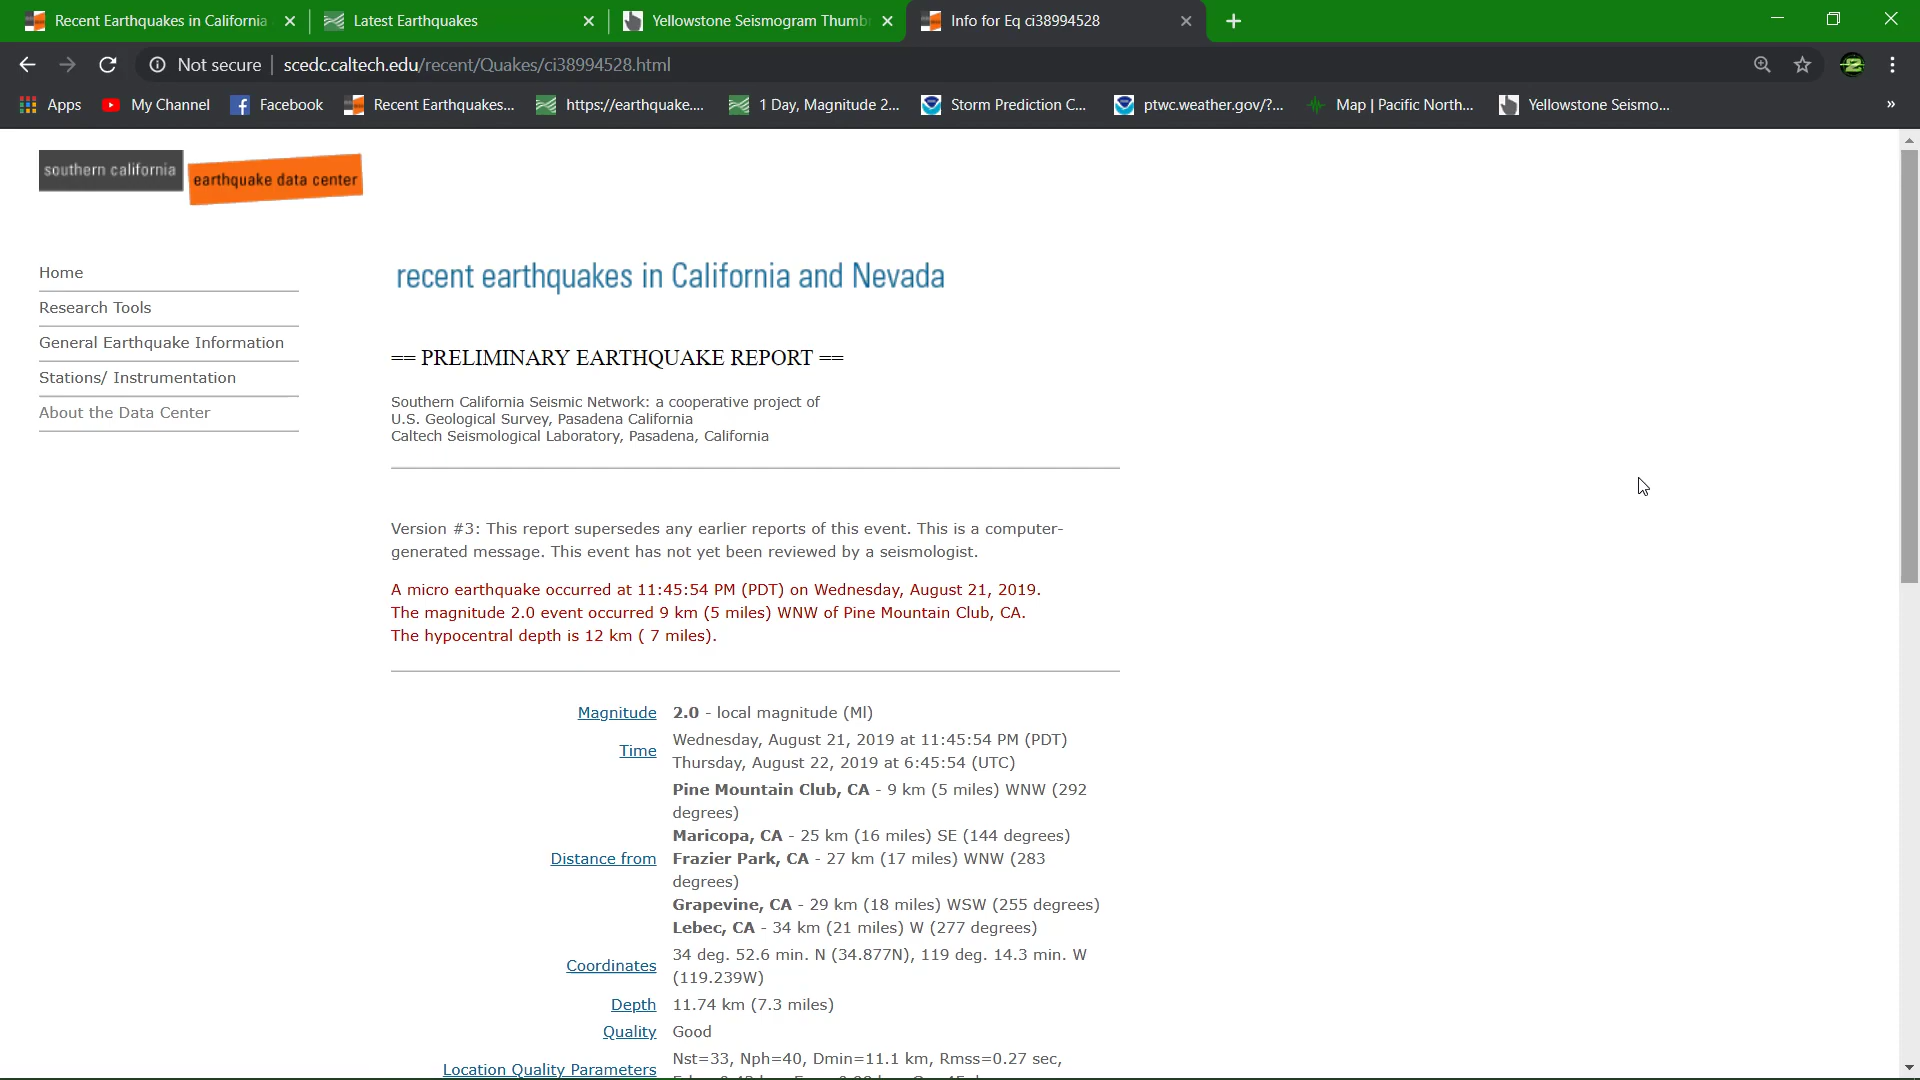 Recent Earthquakes in California
Latest Earthquakes
Yellowstone Seismogram Thumb
Info for Eq ci38994528
Not secure
scedc.caltech.edu/recent/Quakes/ci38994528.html
Apps
My Channel
Facebook
Recent Earthquakes...
https://earthquake....
1 Day, Magnitude 2...
Storm Prediction C...
ptwc.weather.gov/?...
Map | Pacific North...
Yellowstone Seismo...
»
southern california
earthquake data center
Home
Research Tools
General Earthquake Information
Stations/ Instrumentation
About the Data Center
recent earthquakes in California and Nevada
== PRELIMINARY EARTHQUAKE REPORT ==
Southern California Seismic Network: a cooperative project of
U.S. Geological Survey, Pasadena California
Caltech Seismological Laboratory, Pasadena, California
Version #3: This report supersedes any earlier reports of this event. This is a computer-
generated message. This event has not yet been reviewed by a seismologist.
A micro earthquake occurred at 11:45:54 PM (PDT) on Wednesday, August 21, 2019.
The magnitude 2.0 event occurred 9 km (5 miles) WNW of Pine Mountain Club, CA.
The hypocentral depth is 12 km ( 7 miles).
Magnitude 2.0 - local magnitude (Ml)
Time
Wednesday, August 21, 2019 at 11:45:54 PM (PDT)
Thursday, August 22, 2019 at 6:45:54 (UTC)
Distance from
Pine Mountain Club, CA - 9 km (5 miles) WNW (292
degrees)
Maricopa, CA - 25 km (16 miles) SE (144 degrees)
Frazier Park, CA - 27 km (17 miles) WNW (283
degrees)
Grapevine, CA - 29 km (18 miles) WSW (255 degrees)
Lebec, CA - 34 km (21 miles) W (277 degrees)
Coordinates
34 deg. 52.6 min. N (34.877N), 119 deg. 14.3 min. W
(119.239W)
Depth 11.74 km (7.3 miles)
Quality Good
Location Quality Parameters
Nst=33, Nph=40, Dmin=11.1 km, Rmss=0.27 sec,